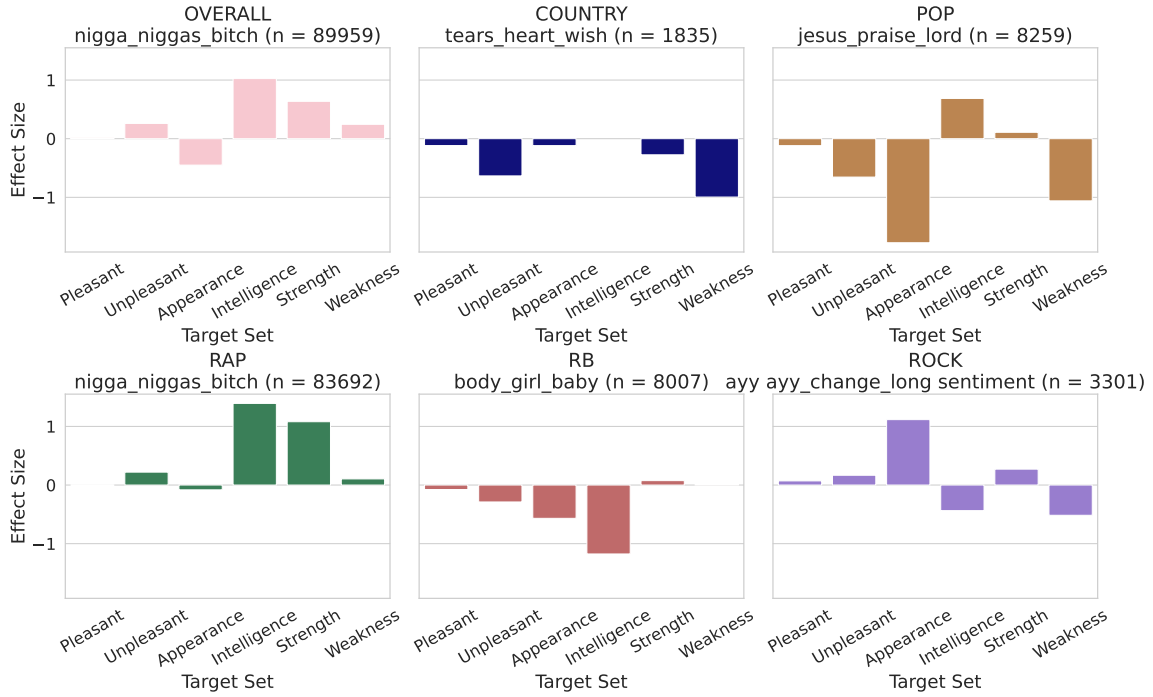 OVERALL
nigga_niggas_bitch (n = 89959)
COUNTRY
tears_heart_wish (n = 1835)
POP
jesus_praise_lord (n = 8259)
Effect Size
1
0
−1
Pleasant
Unpleasant
Appearance
Intelligence
Strength
Weakness
Target Set
Pleasant
Unpleasant
Appearance
Intelligence
Strength
Weakness
Target Set
Pleasant
Unpleasant
Appearance
Intelligence
Strength
Weakness
Target Set
RAP
nigga_niggas_bitch (n = 83692)
RB
body_girl_baby (n = 8007)
ROCK
ayy ayy_change_long sentiment (n = 3301)
Effect Size
1
0
−1
Pleasant
Unpleasant
Appearance
Intelligence
Strength
Weakness
Target Set
Pleasant
Unpleasant
Appearance
Intelligence
Strength
Weakness
Target Set
Pleasant
Unpleasant
Appearance
Intelligence
Strength
Weakness
Target Set